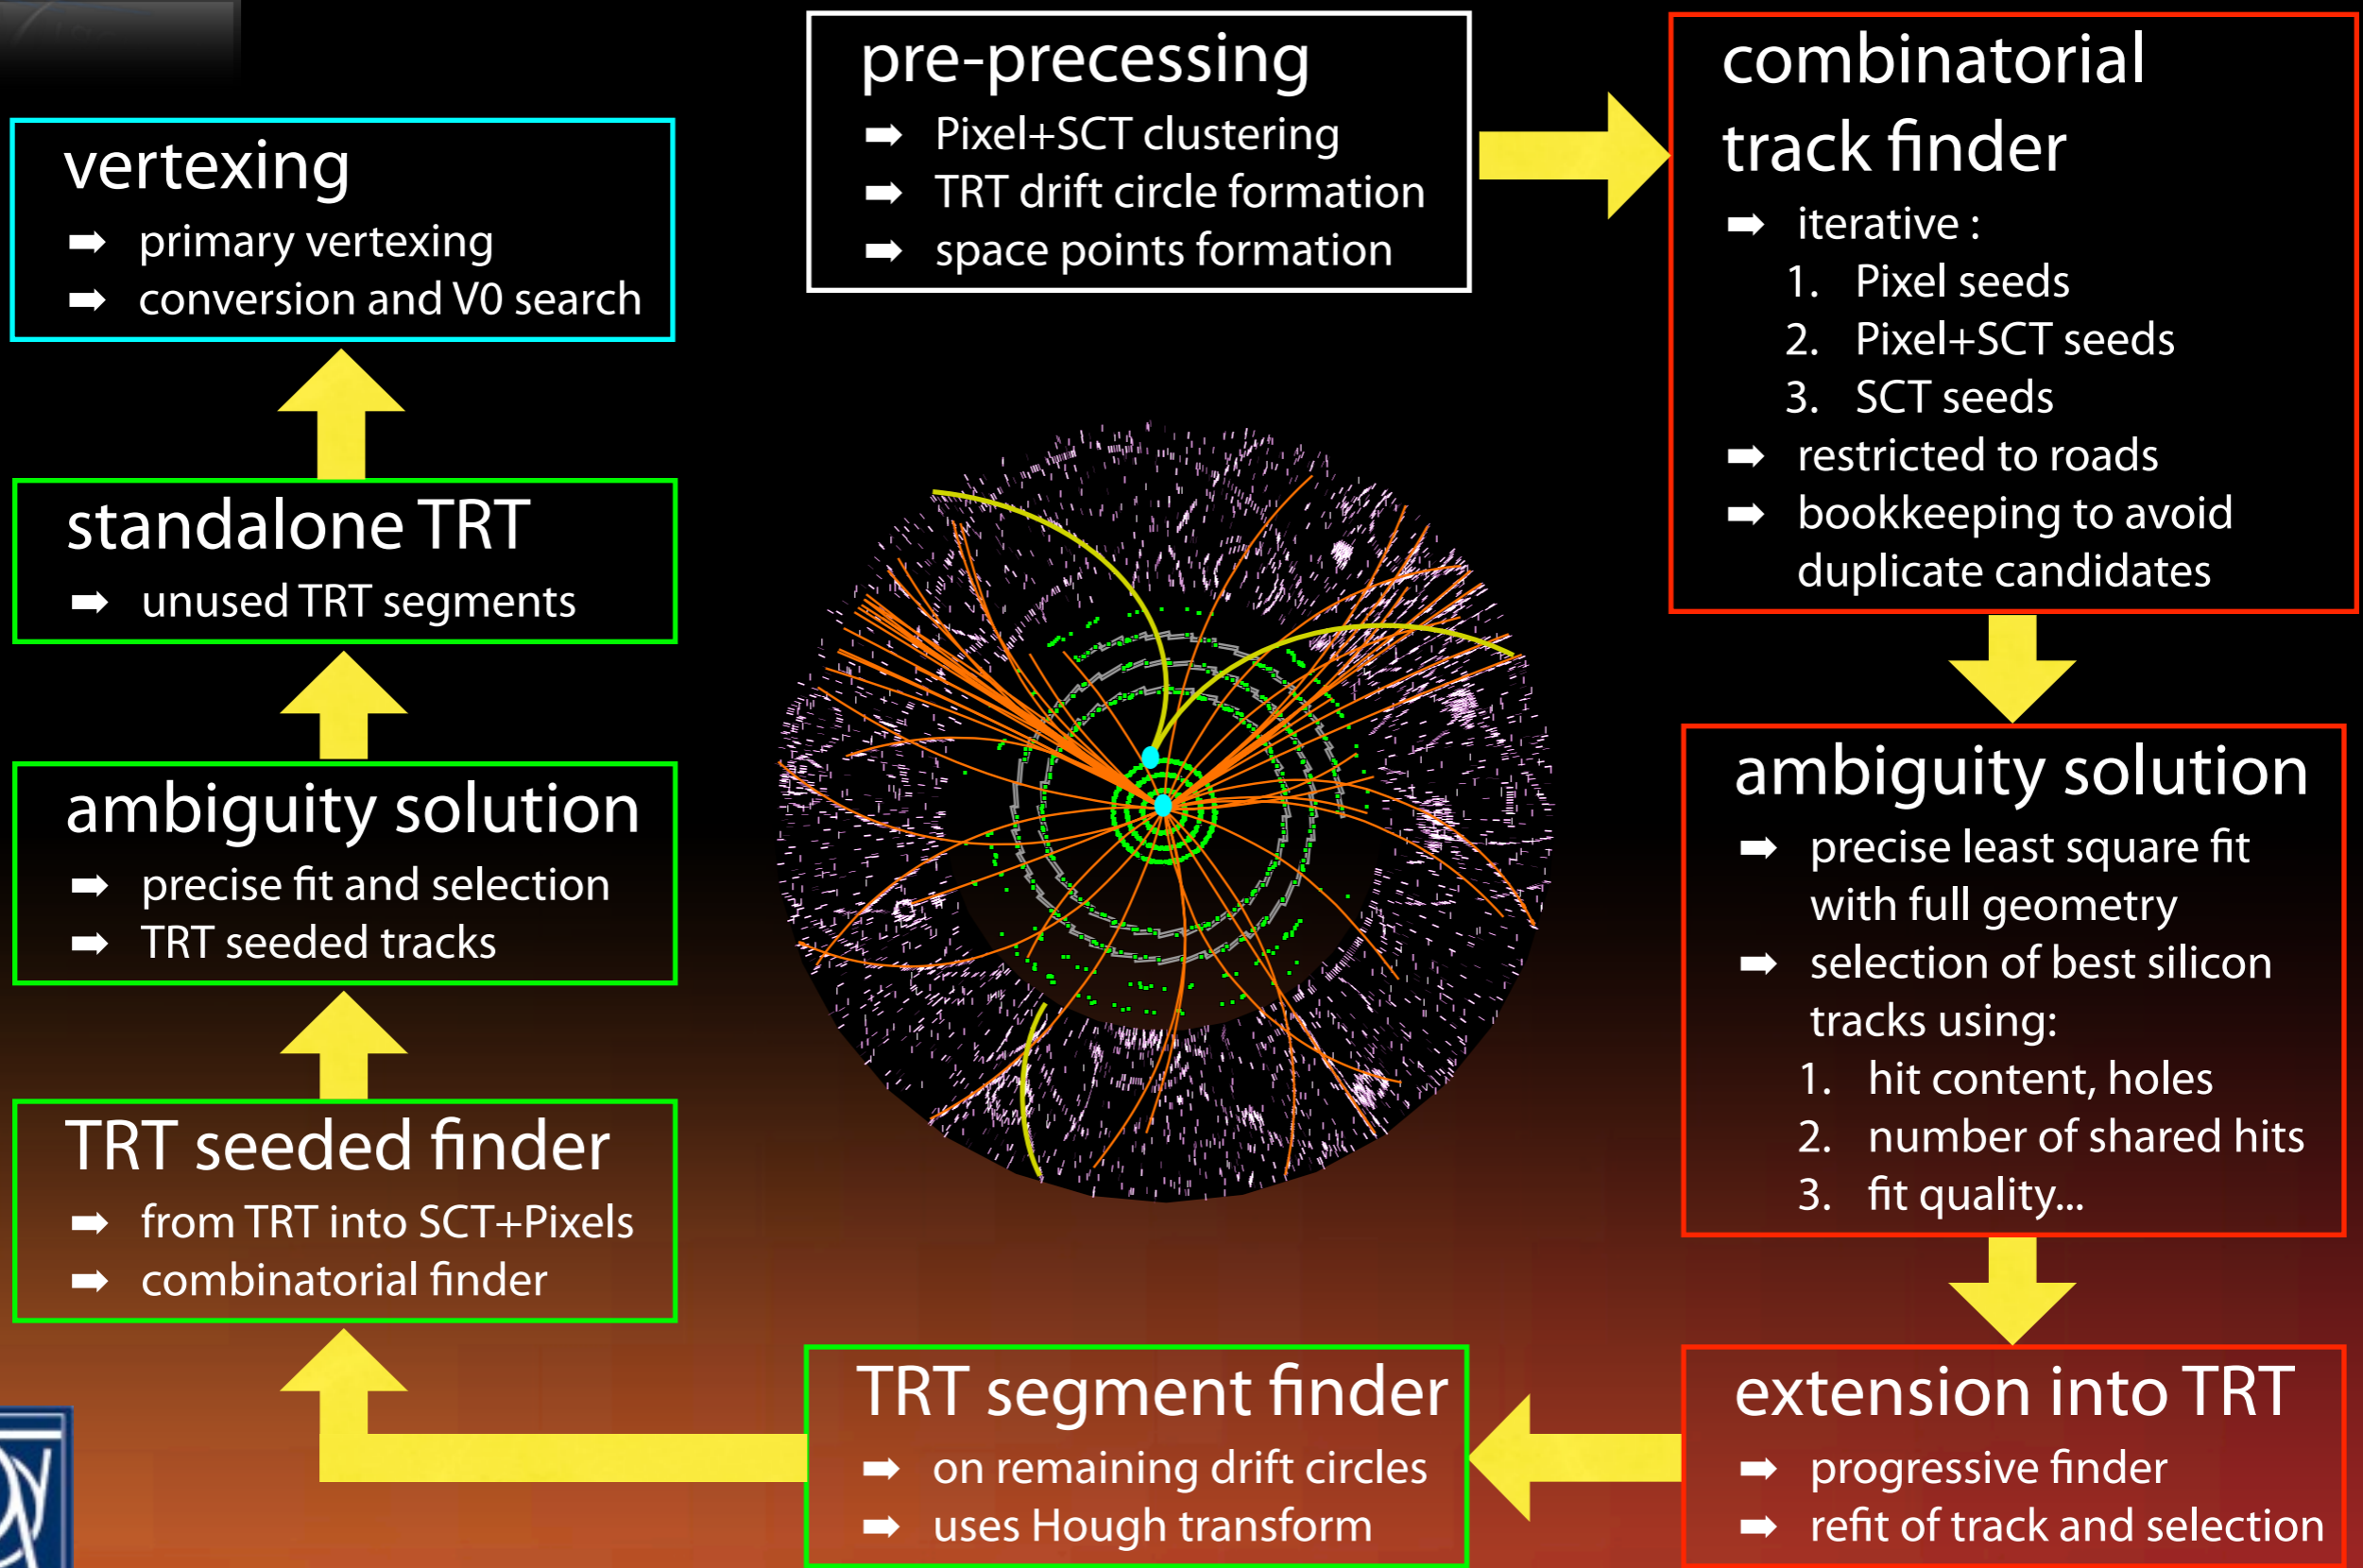 pre-precessing
➡ Pixel+SCT clustering
➡ TRT drift circle formation
➡ space points formation
combinatorial
track finder
➡ iterative :
1. Pixel seeds
2. Pixel+SCT seeds
3. SCT seeds
➡ restricted to roads
➡ bookkeeping to avoid
duplicate candidates
ambiguity solution
➡ precise least square fit
with full geometry
➡ selection of best silicon
tracks using:
1. hit content, holes
2. number of shared hits
3. fit quality...
extension into TRT
➡ progressive finder
➡ refit of track and selection
TRT segment finder
➡ on remaining drift circles
➡ uses Hough transform
TRT seeded finder
➡ from TRT into SCT+Pixels
➡ combinatorial finder
ambiguity solution
➡ precise fit and selection
➡ TRT seeded tracks
standalone TRT
➡ unused TRT segments
vertexing
➡ primary vertexing
➡ conversion and V0 search